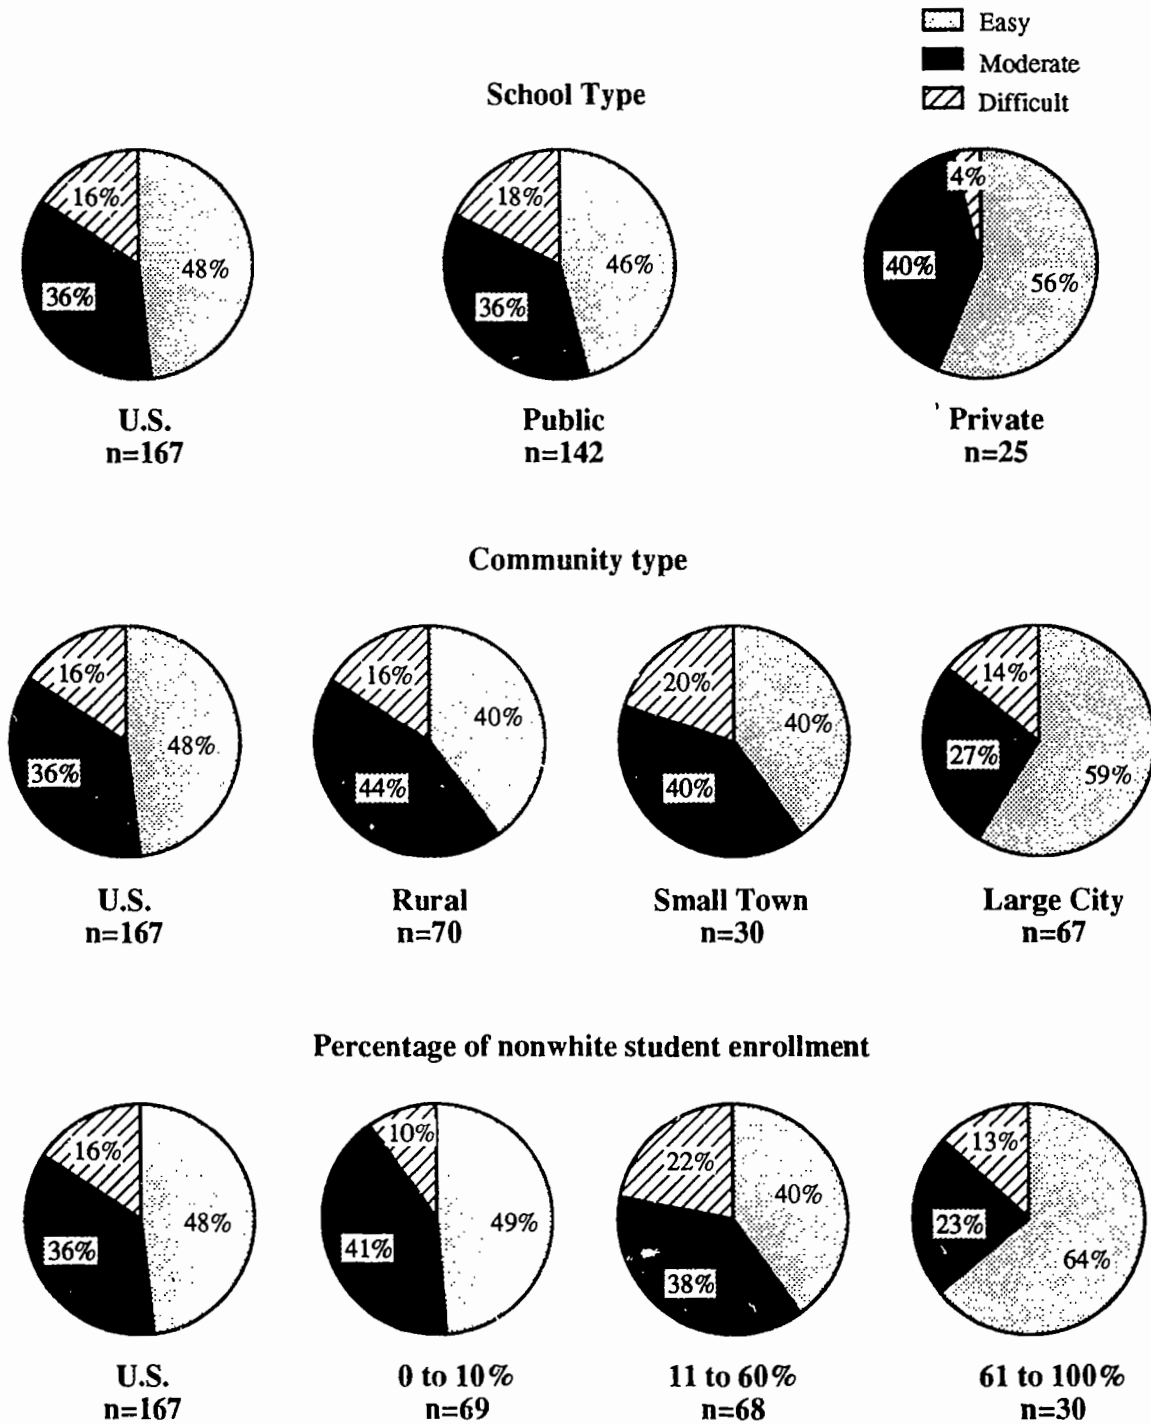 Easy
Moderate
Difficult
School Type
16%
48%
36%
18%
46%
36%
4%
40%
56%
U.S.
n=167
Public
n=142
Private
n=25
Community type
16%
48%
36%
16%
40%
44%
20%
40%
40%
14%
27%
59%
U.S.
n=167
Rural
n=70
Small Town
n=30
Large City
n=67
Percentage of nonwhite student enrollment
16%
48%
36%
10%
49%
41%
22%
40%
38%
13%
23%
64%
U.S.
n=167
0 to 10%
n=69
11 to 60%
n=68
61 to 100%
n=30